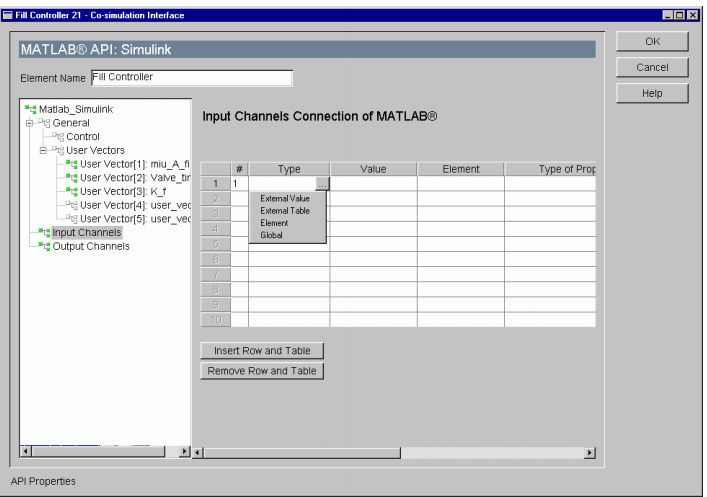 Fill Controller 21 - Co-simulation Interface
MATLAB® API: Simulink
OK
Cancel
Help
Element Name Fill Controller
Matlab_Simulink
General
Control
User Vectors
User Vector[1]: miu_A_fi
User Vector[2]: Valve_tir
User Vector[3]: K_f
User Vector[4]: user_vec
User Vector[5]: user_vec
Input Channels
Output Channels
Input Channels Connection of MATLAB®
# Type Value Element Type of Prop
1 1 ...
2
3
4
5
6
7
8
9
10
External Value
External Table
Element
Global
Insert Row and Table
Remove Row and Table
API Properties